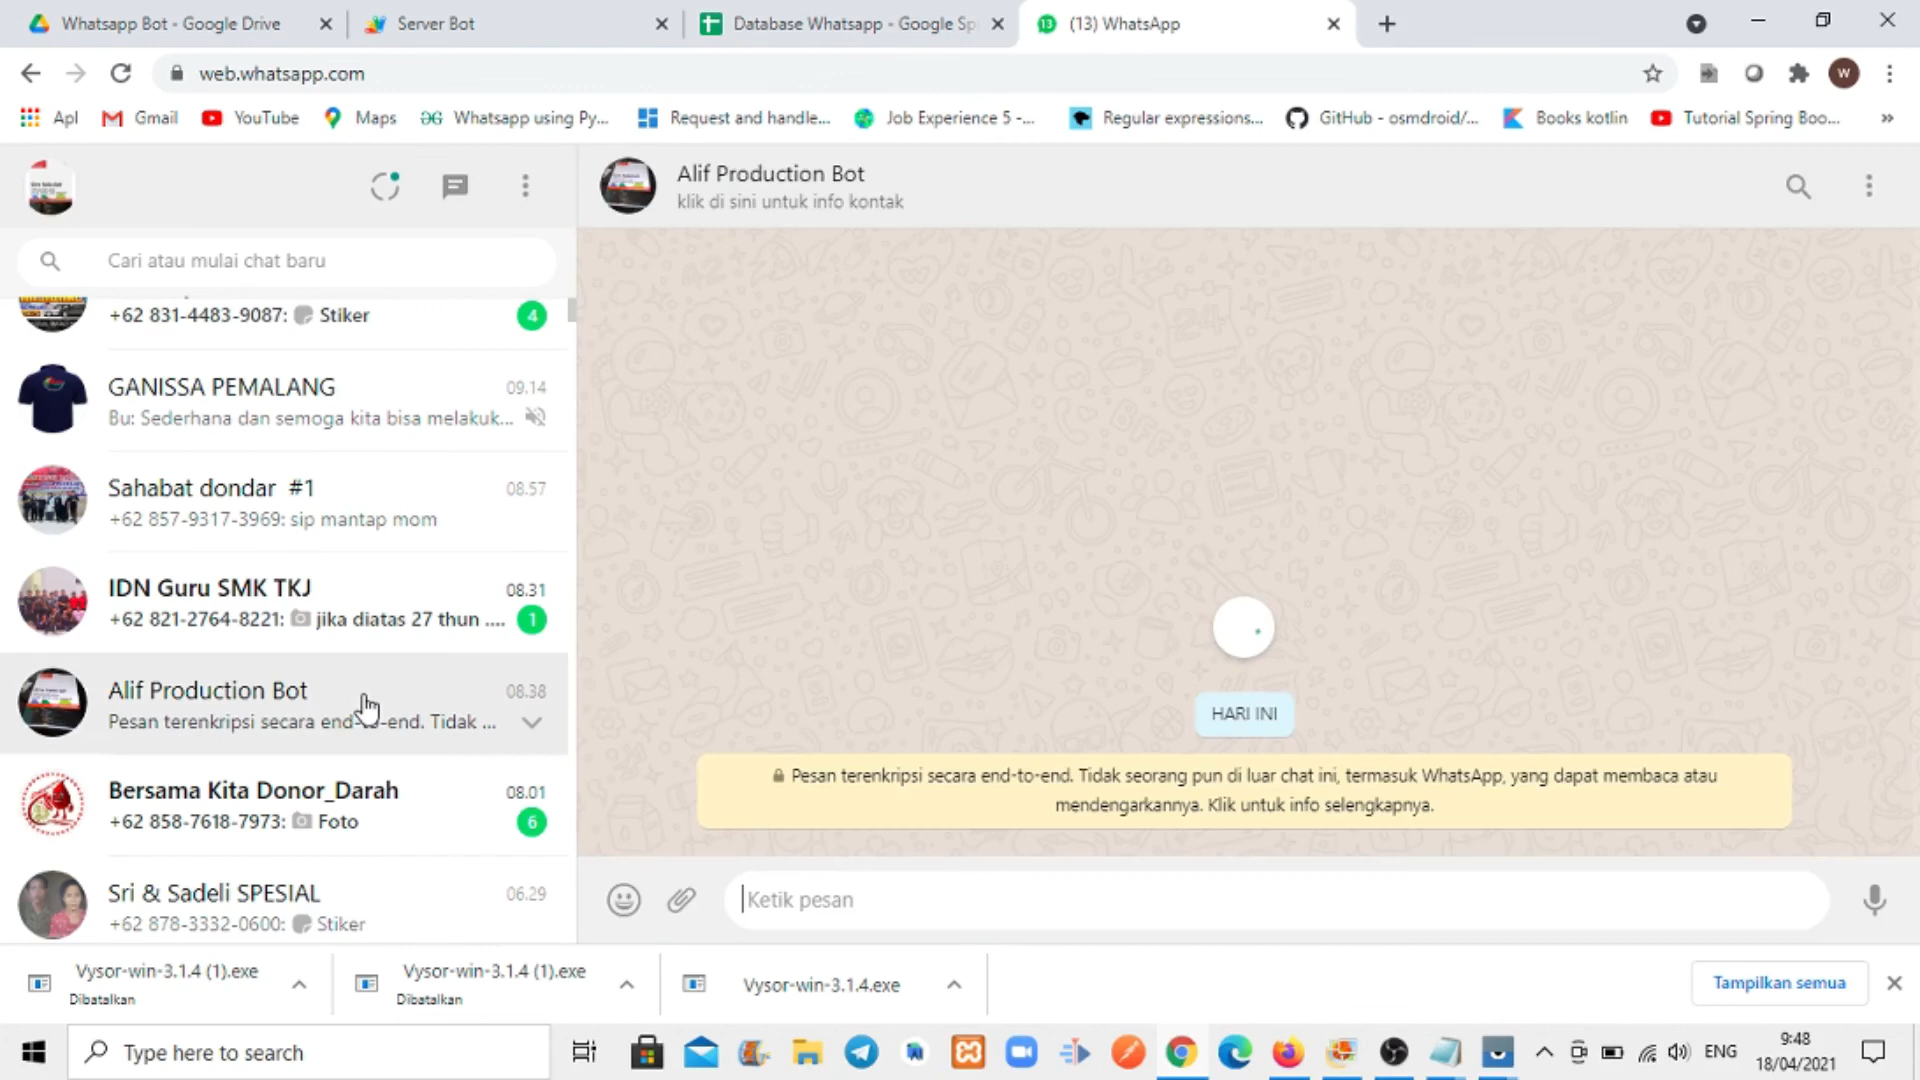 Whatsapp Bot - Google Drive
Server Bot
Database Whatsapp - Google Sp
(13) WhatsApp
web.whatsapp.com
W
Apl
Gmail
YouTube
Maps
Whatsapp using Py...
Request and handle...
Job Experience 5 -...
Regular expressions...
GitHub - osmdroid/...
Books kotlin
Tutorial Spring Boo...
Alif Production Bot
klik di sini untuk info kontak
Cari atau mulai chat baru
+62 831-4483-9087: Stiker
4
GANISSA PEMALANG
09.14
Bu: Sederhana dan semoga kita bisa melakuk...
Sahabat dondar #1
08.57
+62 857-9317-3969: sip mantap mom
IDN Guru SMK TKJ
08.31
+62 821-2764-8221: jika diatas 27 thun ....
1
Alif Production Bot
08.38
Pesan terenkripsi secara end-to-end. Tidak ...
Bersama Kita Donor_Darah
08.01
+62 858-7618-7973: Foto
6
Sri & Sadeli SPESIAL
06.29
+62 878-3332-0600: Stiker
HARI INI
Pesan terenkripsi secara end-to-end. Tidak seorang pun di luar chat ini, termasuk WhatsApp, yang dapat membaca atau
mendengarkannya. Klik untuk info selengkapnya.
Ketik pesan
Vysor-win-3.1.4 (1).exe
Dibatalkan
Vysor-win-3.1.4 (1).exe
Dibatalkan
Vysor-win-3.1.4.exe
Tampilkan semua
Type here to search
ENG
9:48
18/04/2021